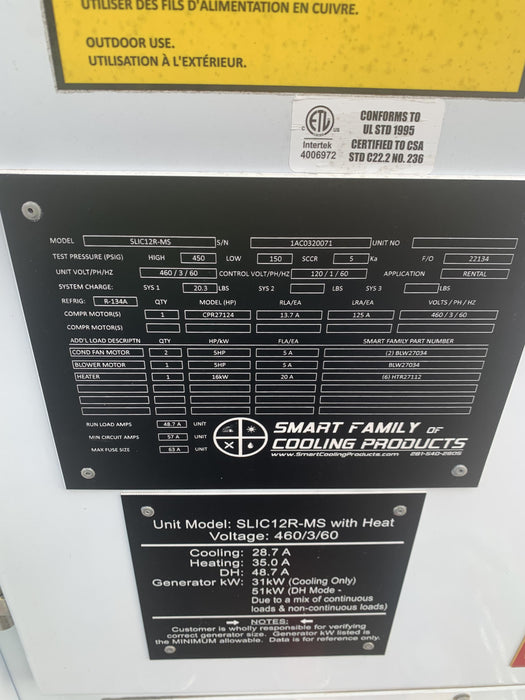 UTILISER DES FILS D'ALIMENTATION EN CUIVRE.
OUTDOOR USE.
UTILISATION À L'EXTÉRIEUR.
ETL
C US
Intertek
4006972
CONFORMS TO
UL STD 1995
CERTIFIED TO CSA
STD C22.2 NO. 236
MODEL SLIC12R-MS S/N 1AC0320071 UNIT NO
TEST PRESSURE (PSIG) HIGH 450 LOW 150 SCCR 5 Ka F/O 22134
UNIT VOLT/PH/HZ 460 / 3 / 60 CONTROL VOLT/PH/HZ 120 / 1 / 60 APPLICATION RENTAL
SYSTEM CHARGE: SYS 1 20.3 LBS SYS 2 LBS SYS 3 LBS
REFRIG: R-134A QTY MODEL (HP) RLA/EA LRA/EA VOLTS / PH / HZ
COMPR MOTOR(S) 1 CPR27124 13.7 A 125 A 460 / 3 / 60
COMPR MOTOR(S)
ADD'L LOAD DESCRIPTN QTY HP/kW FLA/EA SMART FAMILY PART NUMBER
COND FAN MOTOR 2 5HP 5 A (2) BLW27034
BLOWER MOTOR 1 5HP 5 A BLW27034
HEATER 1 16kW 20 A (6) HTR27112
RUN LOAD AMPS 48.7 A UNIT
MIN CIRCUIT AMPS 57 A UNIT
MAX FUSE SIZE 63 A UNIT
SMART FAMILY OF
COOLING PRODUCTS
www.SmartCoolingProducts.com 281-540-2805
Unit Model: SLIC12R-MS with Heat
Voltage: 460/3/60
Cooling: 28.7 A
Heating: 35.0 A
DH: 48.7 A
Generator kW: 31kW (Cooling Only)
51kW (DH Mode -
Due to a mix of continuous
loads & non-continuous loads)
NOTES:
Customer is wholly responsible for verifying
correct generator size. Generator kW listed is
the MINIMUM allowable. Data is for reference only.